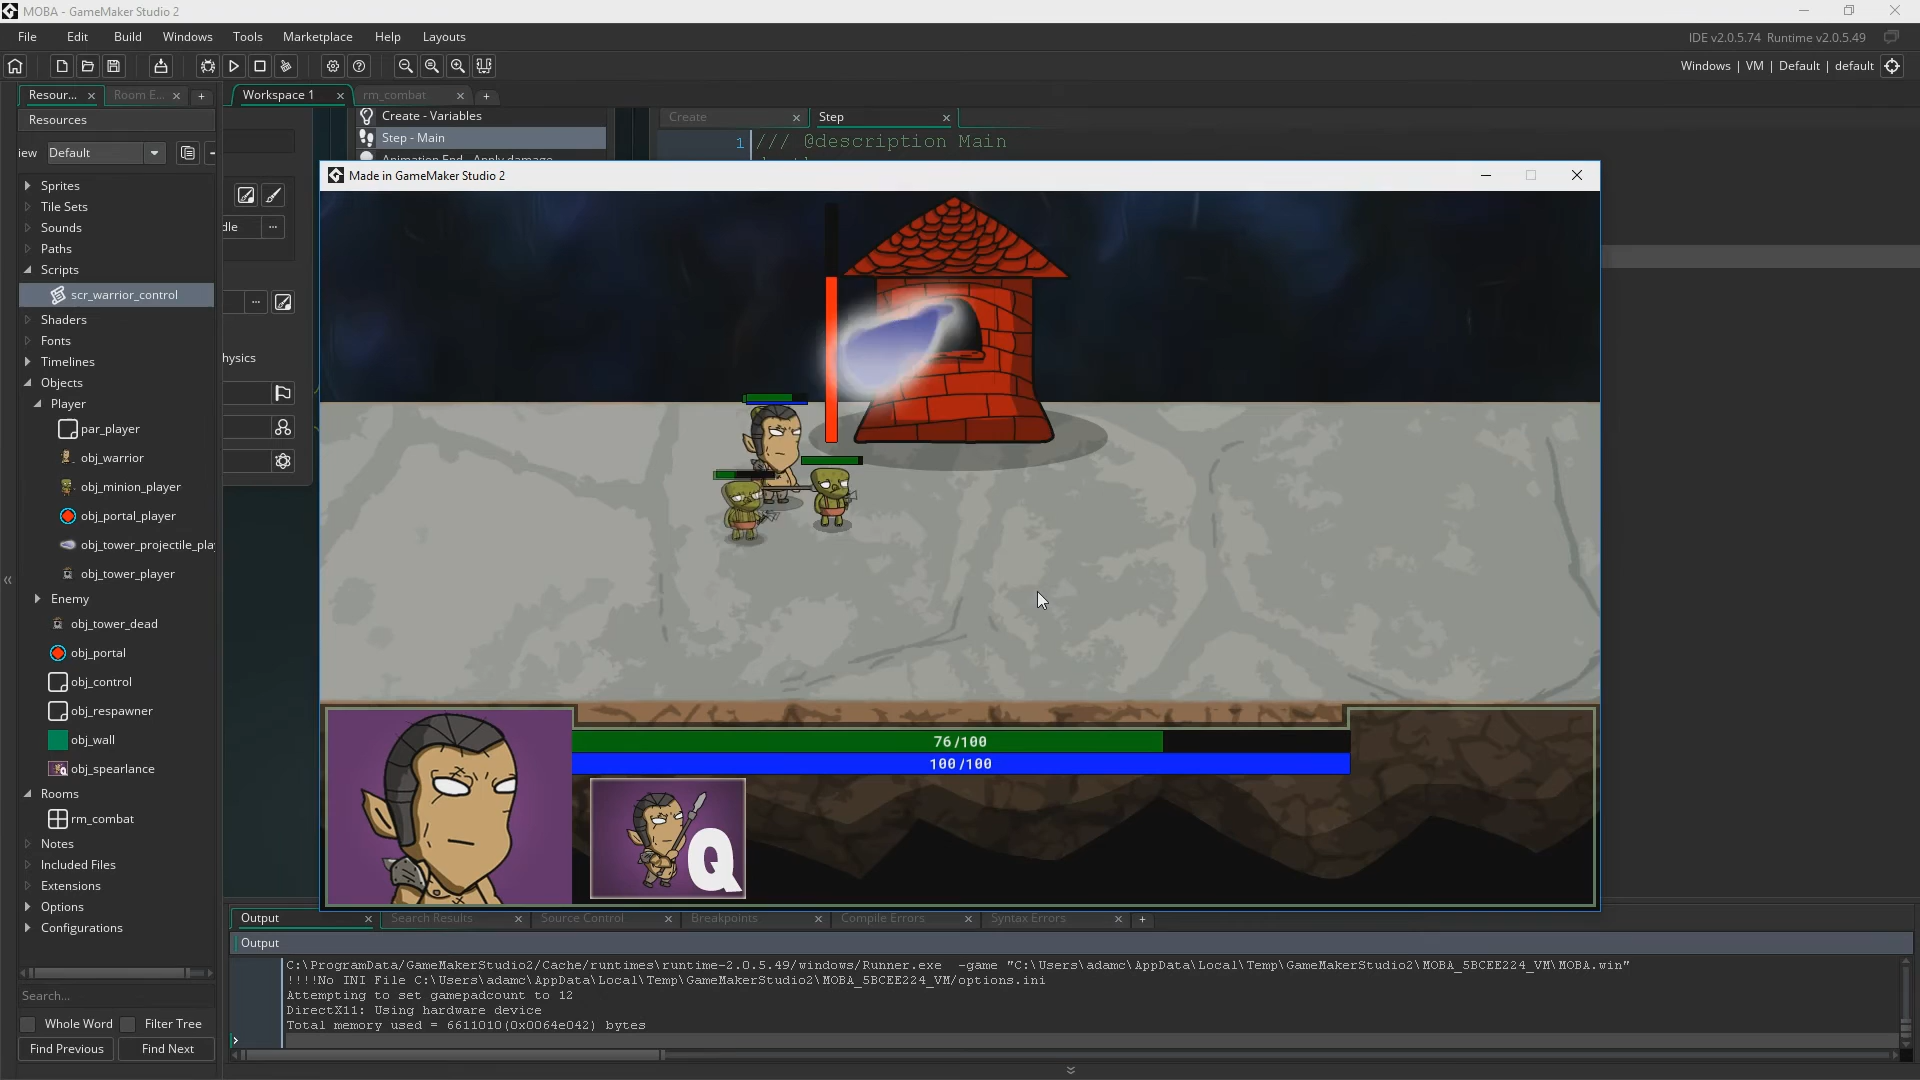 MOBA - GameMaker Studio 2
File Edit Build Windows Tools Marketplace Help Layouts
IDE v2.0.5.74 Runtime v2.0.5.49
Windows | VM | Default | default
Resour...
Room E...
Workspace 1
rm_combat
Resources
iew Default
Sprites
Tile Sets
Sounds
Paths
Scripts
scr_warrior_control
Shaders
Fonts
Timelines
Objects
Player
par_player
obj_warrior
obj_minion_player
obj_portal_player
obj_tower_projectile_pla
obj_tower_player
Enemy
obj_tower_dead
obj_portal
obj_control
obj_respawner
obj_wall
obj_spearlance
Rooms
rm_combat
Notes
Included Files
Extensions
Options
Configurations
Search...
Whole Word Filter Tree
Find Previous Find Next
dle
hysics
Create - Variables
Step - Main
Create
Step
1 /// @description Main
Made in GameMaker Studio 2
76/100
100/100
Q
Output
Search Results
Source Control
Breakpoints
Compile Errors
Syntax Errors
Output
C:\ProgramData/GameMakerStudio2/Cache/runtimes\runtime-2.0.5.49/windows/Runner.exe -game "C:\Users\adamc\AppData\Local\Temp\GameMakerStudio2\MOBA_5BCEE224_VM\MOBA.win"
!!!!No INI File C:\Users\adamc\AppData\Local\Temp\GameMakerStudio2\MOBA_5BCEE224_VM/options.ini
Attempting to set gamepadcount to 12
DirectX11: Using hardware device
Total memory used = 6611010(0x0064e042) bytes